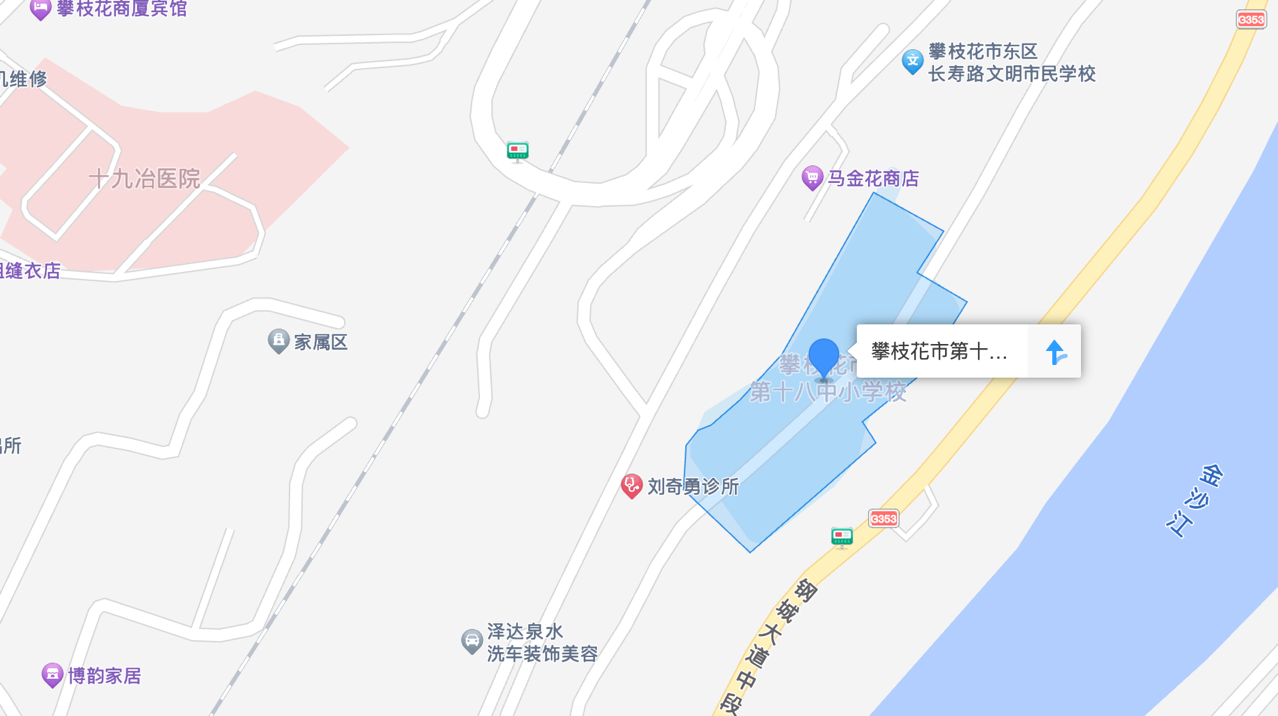 攀枝花商厦宾馆
G353
攀枝花市东区
长寿路文明市民学校
机维修
十九冶医院
马金花商店
缝衣店
家属区
攀枝花市第十...
攀枝花市
第十八中小学校
所
刘奇勇诊所
金沙江
G353
钢城大道中段
泽达泉水
洗车装饰美容
博韵家居